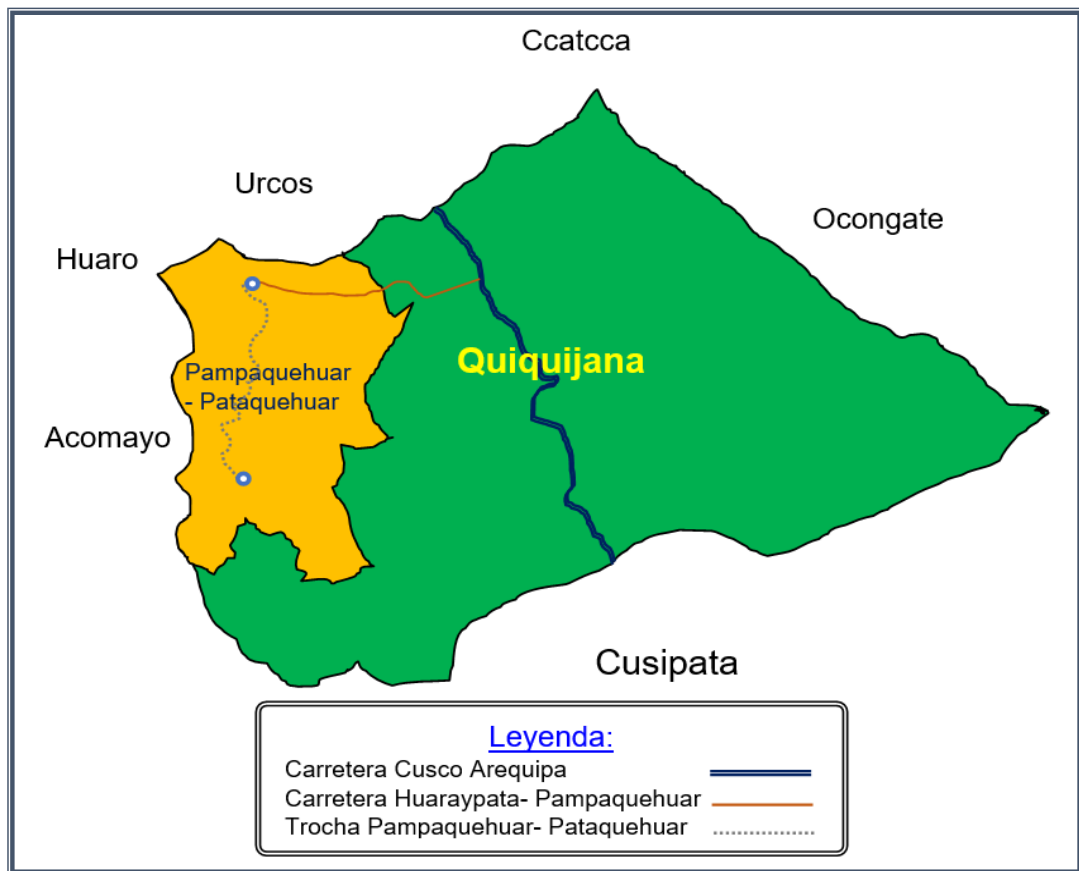 Ccatcca
Urcos
Ocongate
Huaro
Quiquijana
Pampaquehuar
- Pataquehuar
Acomayo
Cusipata
Leyenda:
Carretera Cusco Arequipa
Carretera Huaraypata- Pampaquehuar
Trocha Pampaquehuar- Pataquehuar